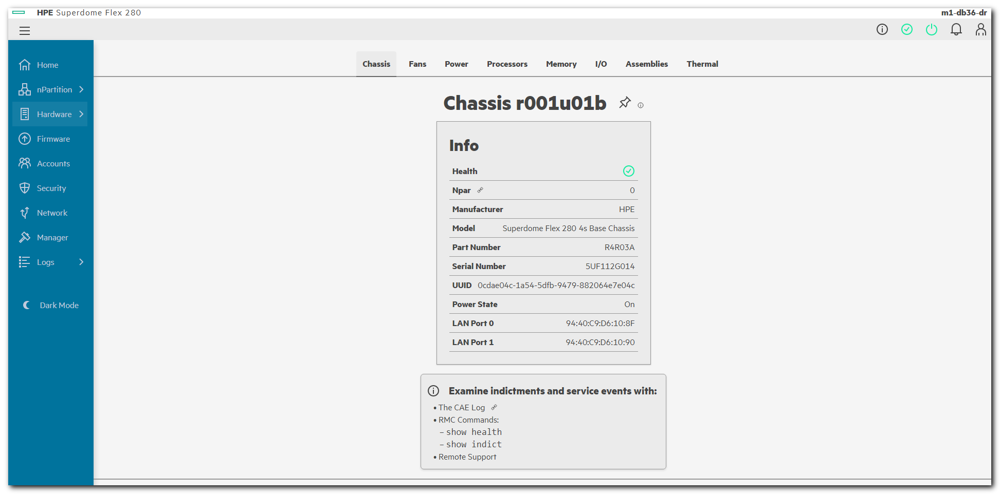 HPE Superdome Flex 280
m1-db36-dr
Home
nPartition
Hardware
Firmware
Accounts
Security
Network
Manager
Logs
Dark Mode
Chassis Fans Power Processors Memory I/O Assemblies Thermal
Chassis r001u01b
Info
Health
Npar 0
Manufacturer HPE
Model Superdome Flex 280 4s Base Chassis
Part Number R4R03A
Serial Number 5UF112G014
UUID 0cdae04c-1a54-5dfb-9479-882064e7e04c
Power State On
LAN Port 0 94:40:C9:D6:10:8F
LAN Port 1 94:40:C9:D6:10:90
Examine indictments and service events with:
• The CAE Log
• RMC Commands:
– show health
– show indict
• Remote Support